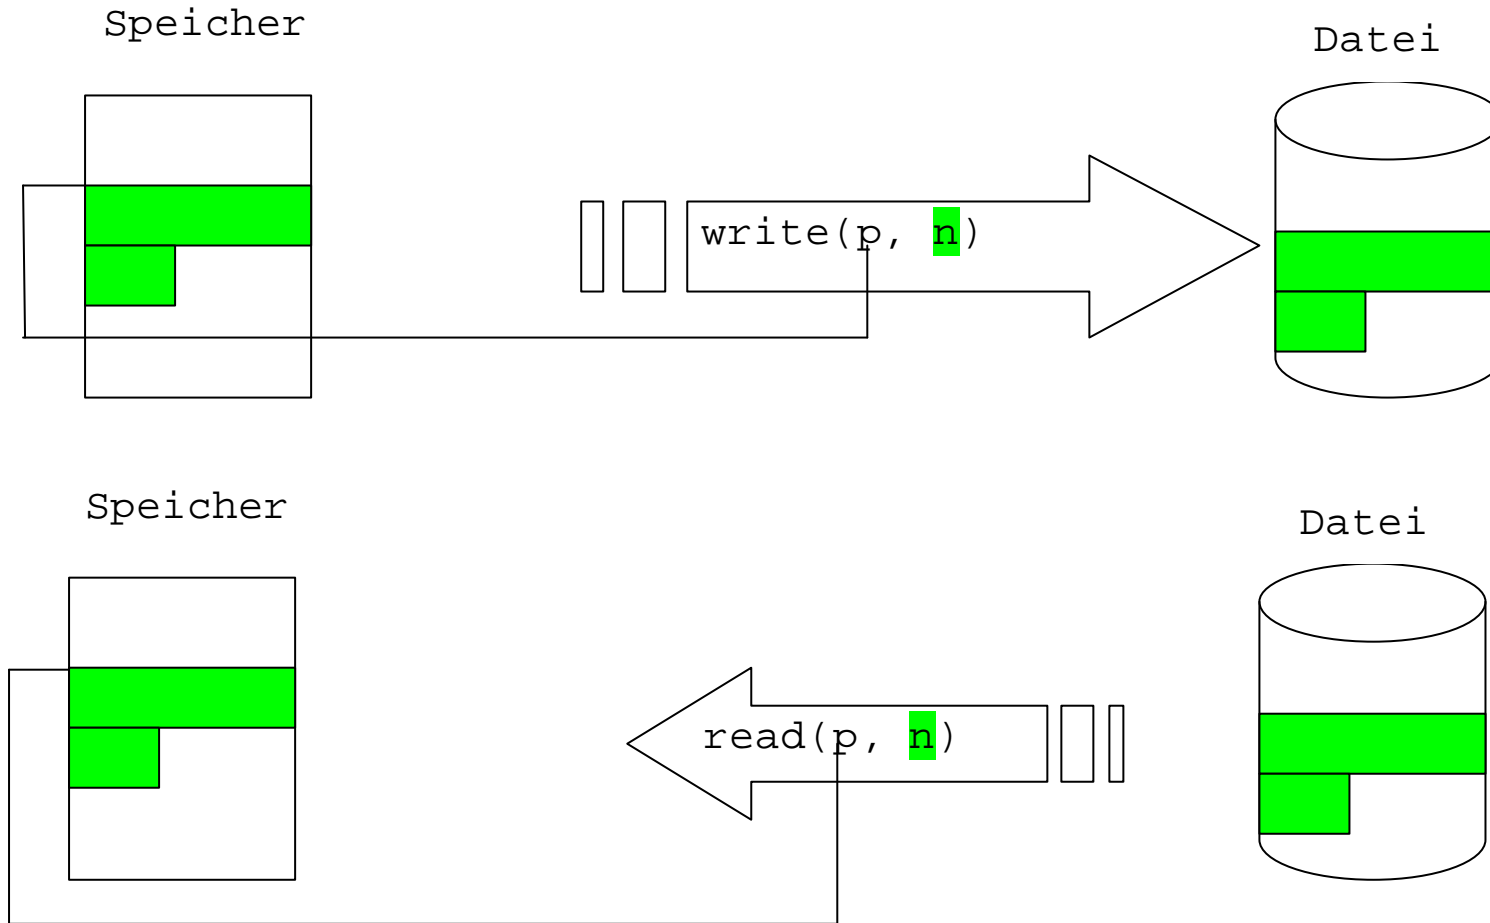 Speicher
Datei
write(p, n)
Speicher
Datei
read(p, n)